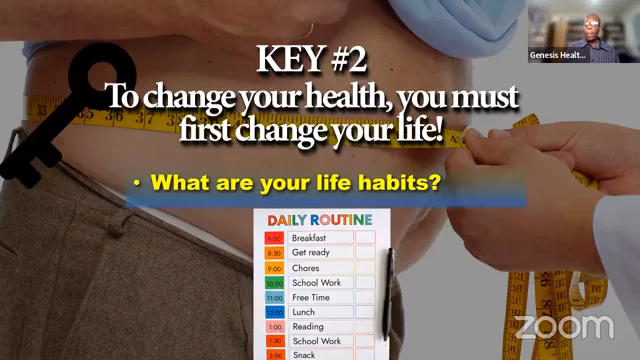 KEY #2
To change your health, you must
first change your life!
Genesis Healt...
• What are your life habits?
DAILY ROUTINE
8:00 Breakfast
8:30 Get ready
9:00 Chores
10:00 School Work
11:00 Free Time
12:00 Lunch
1:00 Reading
1:30 School Work
2:00 Snack
zoom